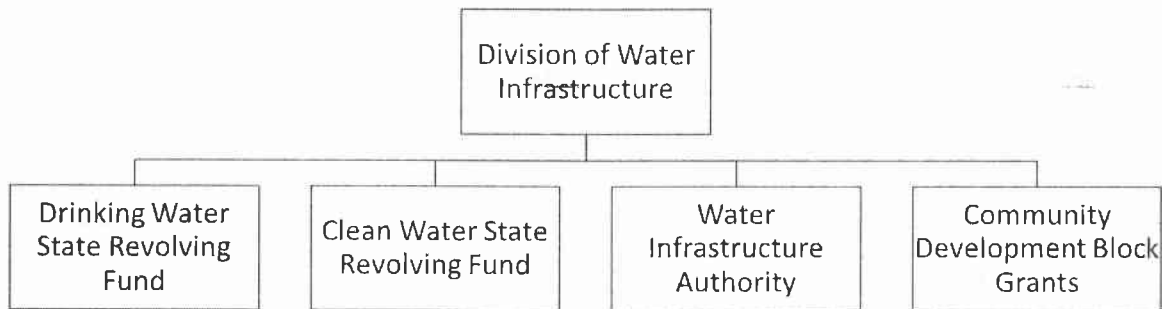 Division of Water
Infrastructure
Drinking Water
State Revolving
Fund
Clean Water State
Revolving Fund
Water
Infrastructure
Authority
Community
Development Block
Grants